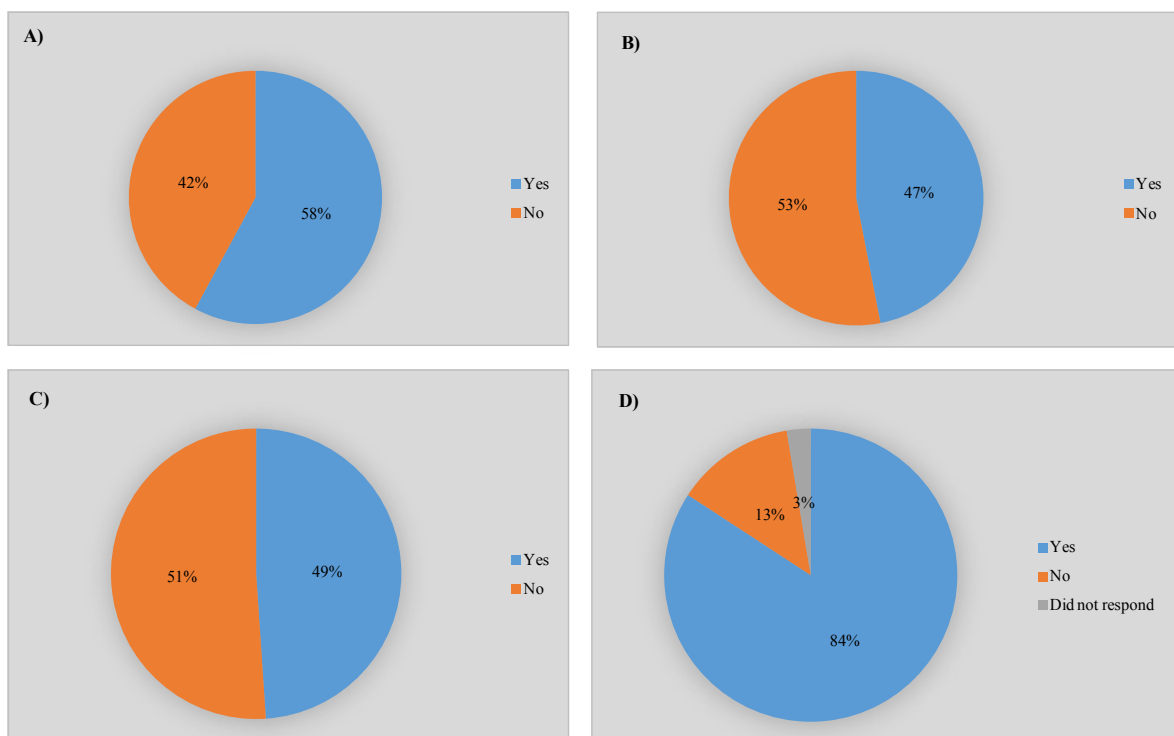 A)
42%
58%
Yes
No
B)
53%
47%
Yes
No
C)
51%
49%
Yes
No
D)
3%
13%
84%
Yes
No
Did not respond